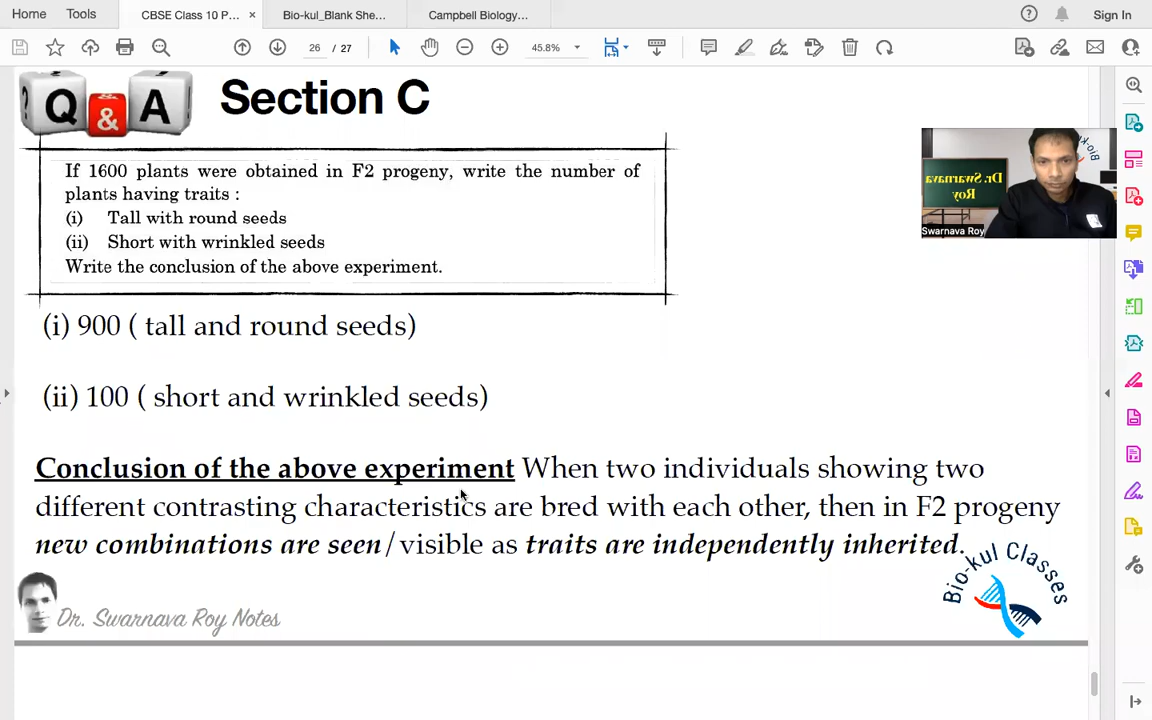 Home Tools CBSE Class 10 P... × Bio-kul_Blank She... Campbell Biology... Sign In
26 / 27 45.8%
Q & A Section C
If 1600 plants were obtained in F2 progeny, write the number of
plants having traits :
(i) Tall with round seeds
(ii) Short with wrinkled seeds
Write the conclusion of the above experiment.
Dr. Swarnava
Roy
Bio-k
Swarnava Roy
(i) 900 ( tall and round seeds)
(ii) 100 ( short and wrinkled seeds)
Conclusion of the above experiment When two individuals showing two
different contrasting characteristics are bred with each other, then in F2 progeny
new combinations are seen/visible as traits are independently inherited.
Bio-kul Classes
Dr. Swarnava Roy Notes